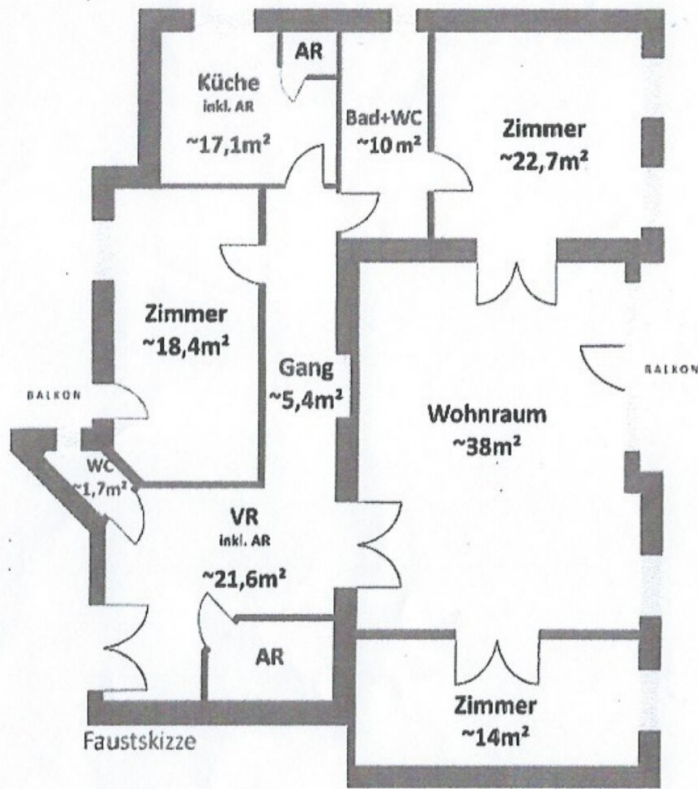 AR
Küche
inkl. AR
~17,1m²
Bad+WC
~10 m²
Zimmer
~22,7m²
Zimmer
~18,4m²
Gang
~5,4m²
BALKON
BALKON
Wohnraum
~38m²
WC
~1,7m²
VR
inkl. AR
~21,6m²
AR
Zimmer
~14m²
Faustskizze